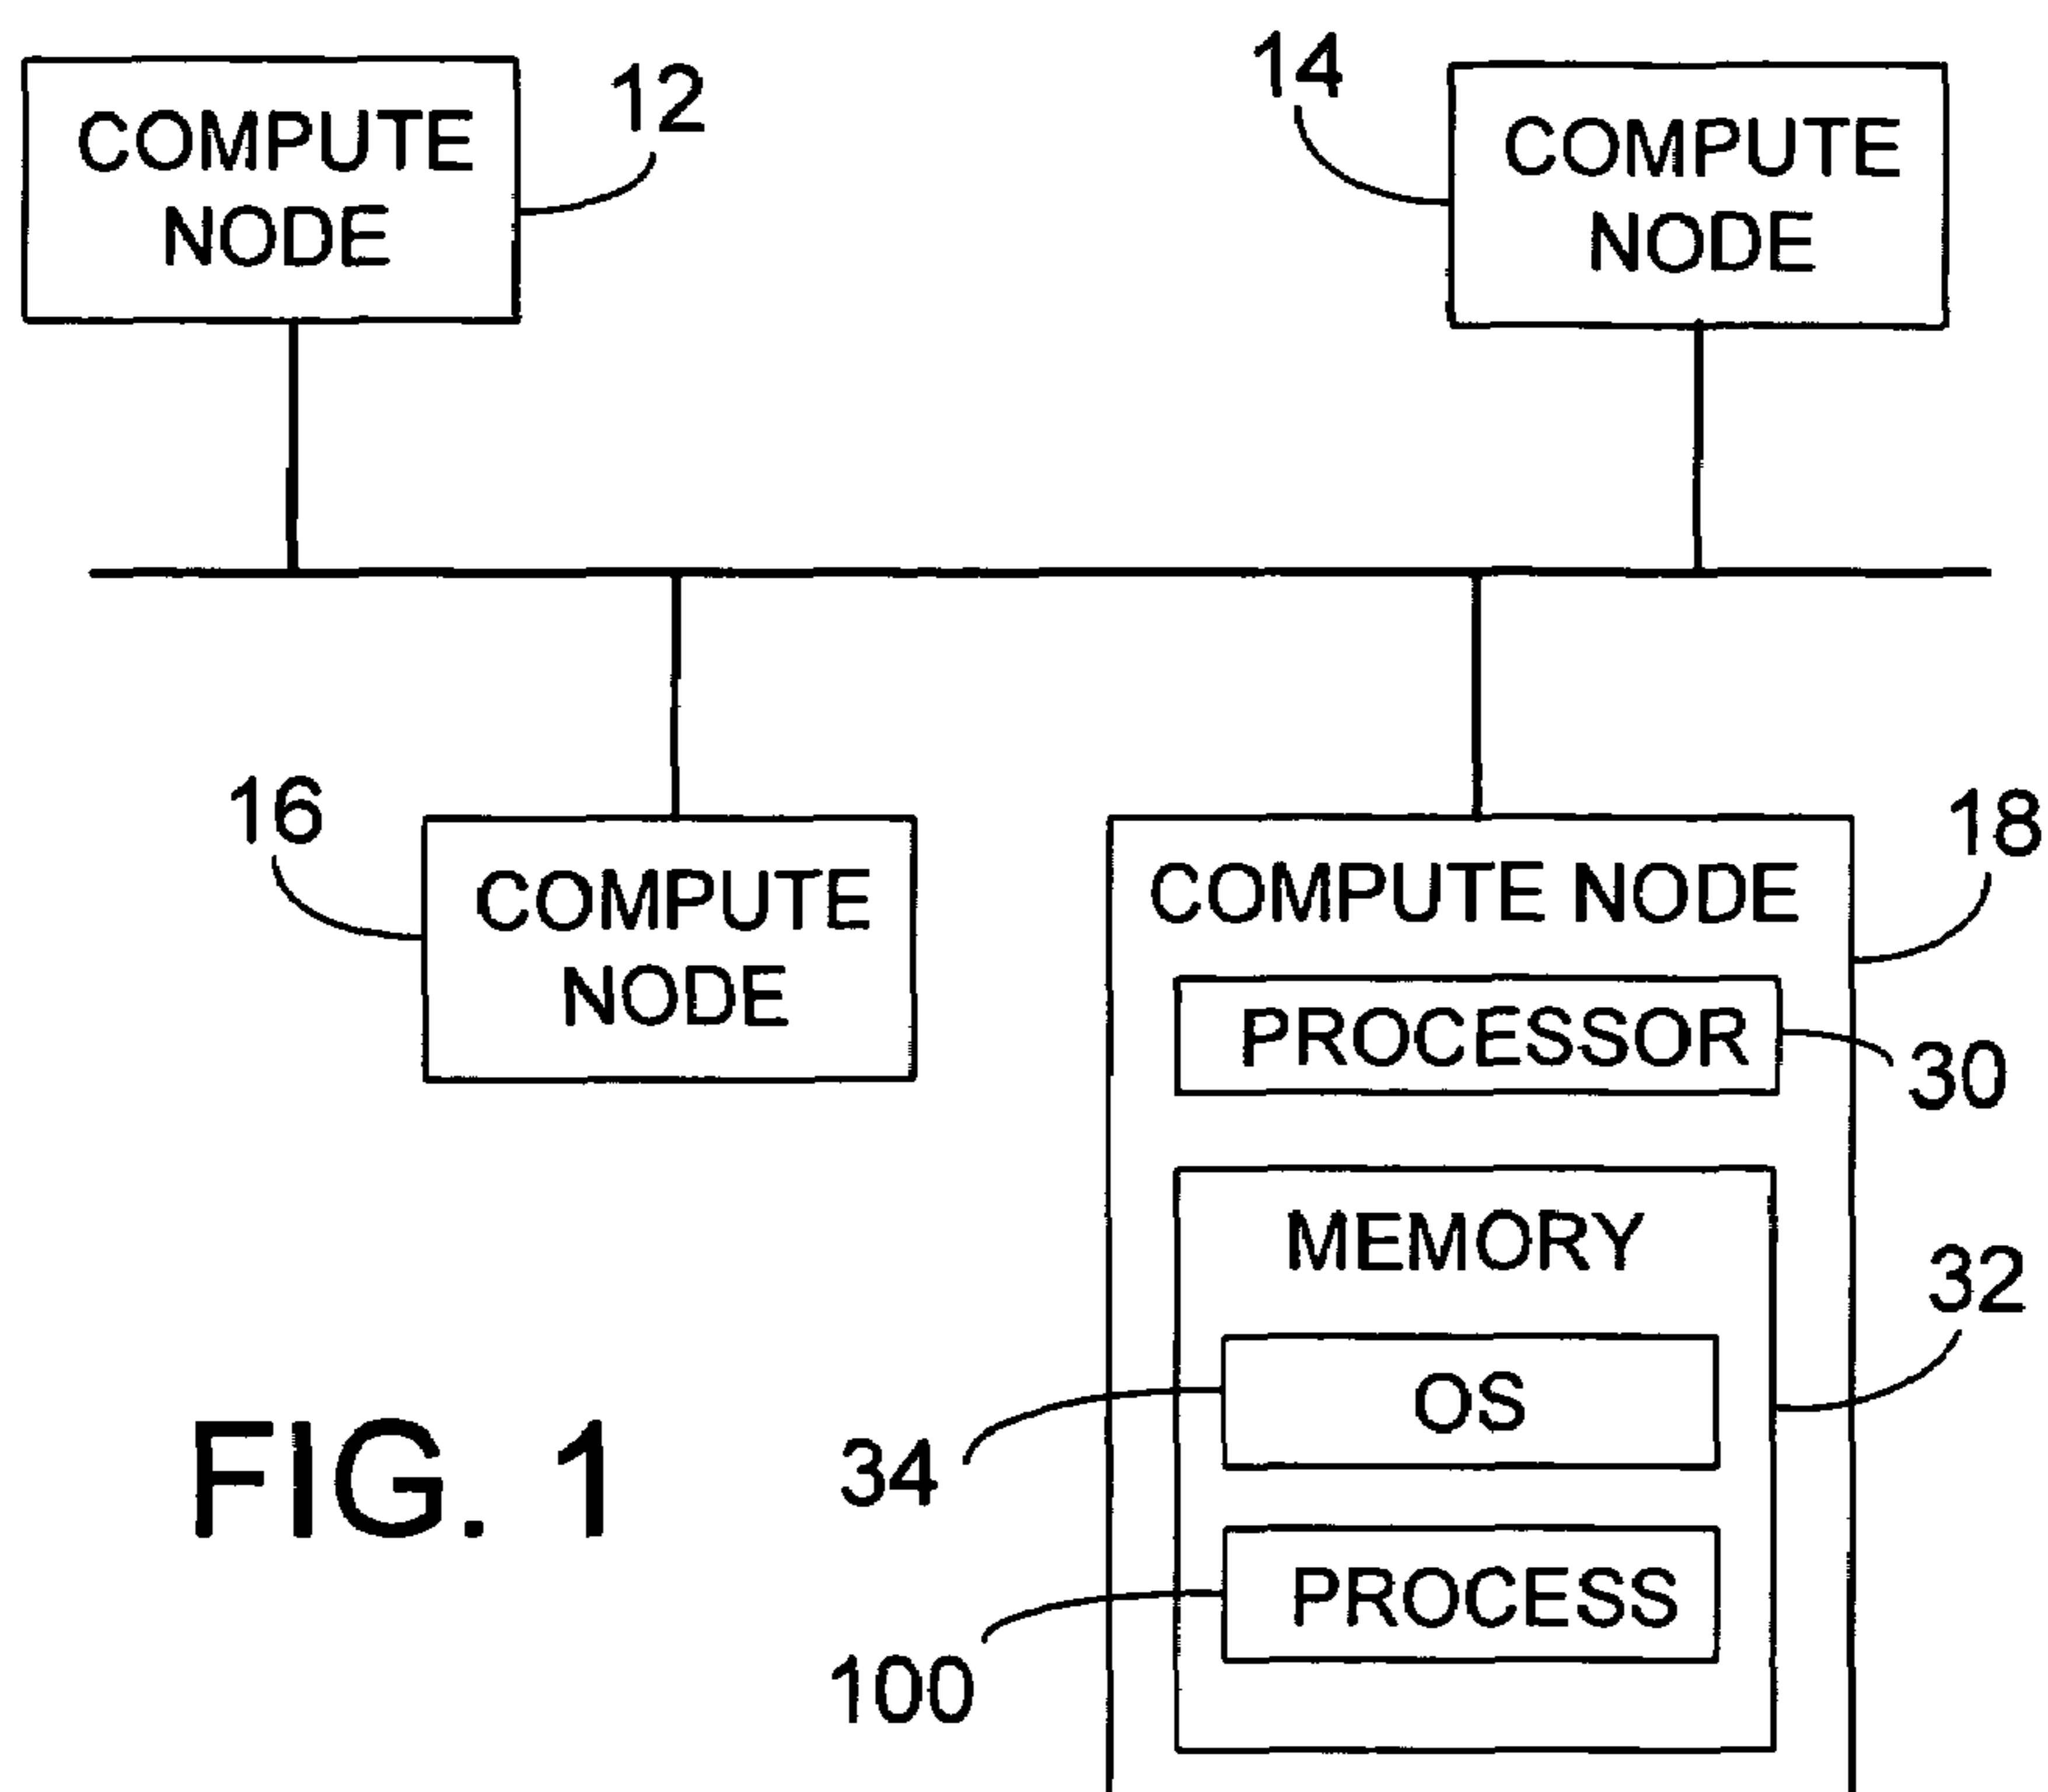 12
14
COMPUTE
NODE
COMPUTE
NODE
16
18
COMPUTE
NODE
COMPUTE NODE
PROCESSOR
30
MEMORY
32
OS
34
FIG. 1
PROCESS
100